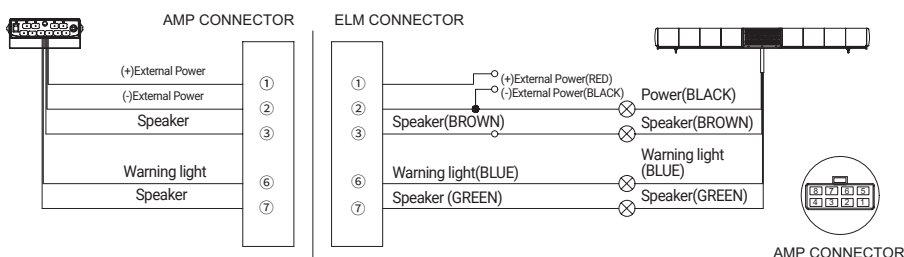 AMP CONNECTOR
ELM CONNECTOR
(+)External Power
(-)External Power
Speaker
Warning light
Speaker
①
②
③
⑥
⑦
①
②
③
⑥
⑦
(+)External Power(RED)
(-)External Power(BLACK)
Speaker(BROWN)
Warning light(BLUE)
Speaker (GREEN)
Power(BLACK)
Speaker(BROWN)
Warning light
(BLUE)
Speaker(GREEN)
8 7 6 5
4 3 2 1
AMP CONNECTOR